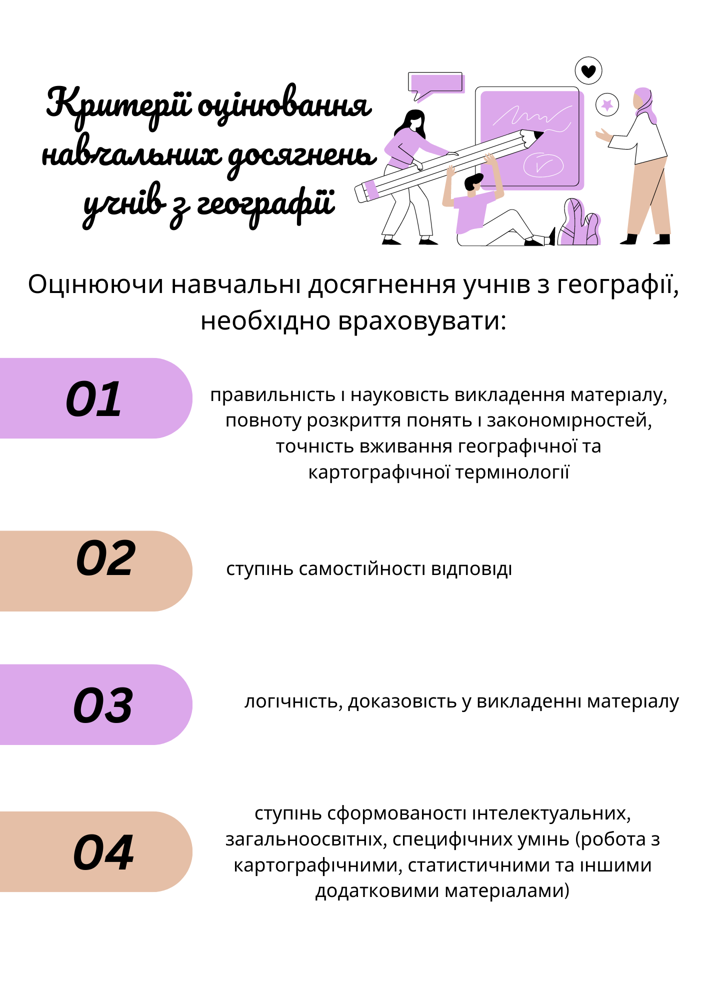 Критерії оцінювання
навчальних досягнень
учнів з географії
Оцінюючи навчальні досягнення учнів з географії,
необхідно враховувати:
01
правильність і науковість викладення матеріалу,
повноту розкриття понять і закономірностей,
точність вживання географічної та
картографічної термінології
02
ступінь самостійності відповіді
03
логічність, доказовість у викладенні матеріалу
04
ступінь сформованості інтелектуальних,
загальноосвітніх, специфічних умінь (робота з
картографічними, статистичними та іншими
додатковими матеріалами)